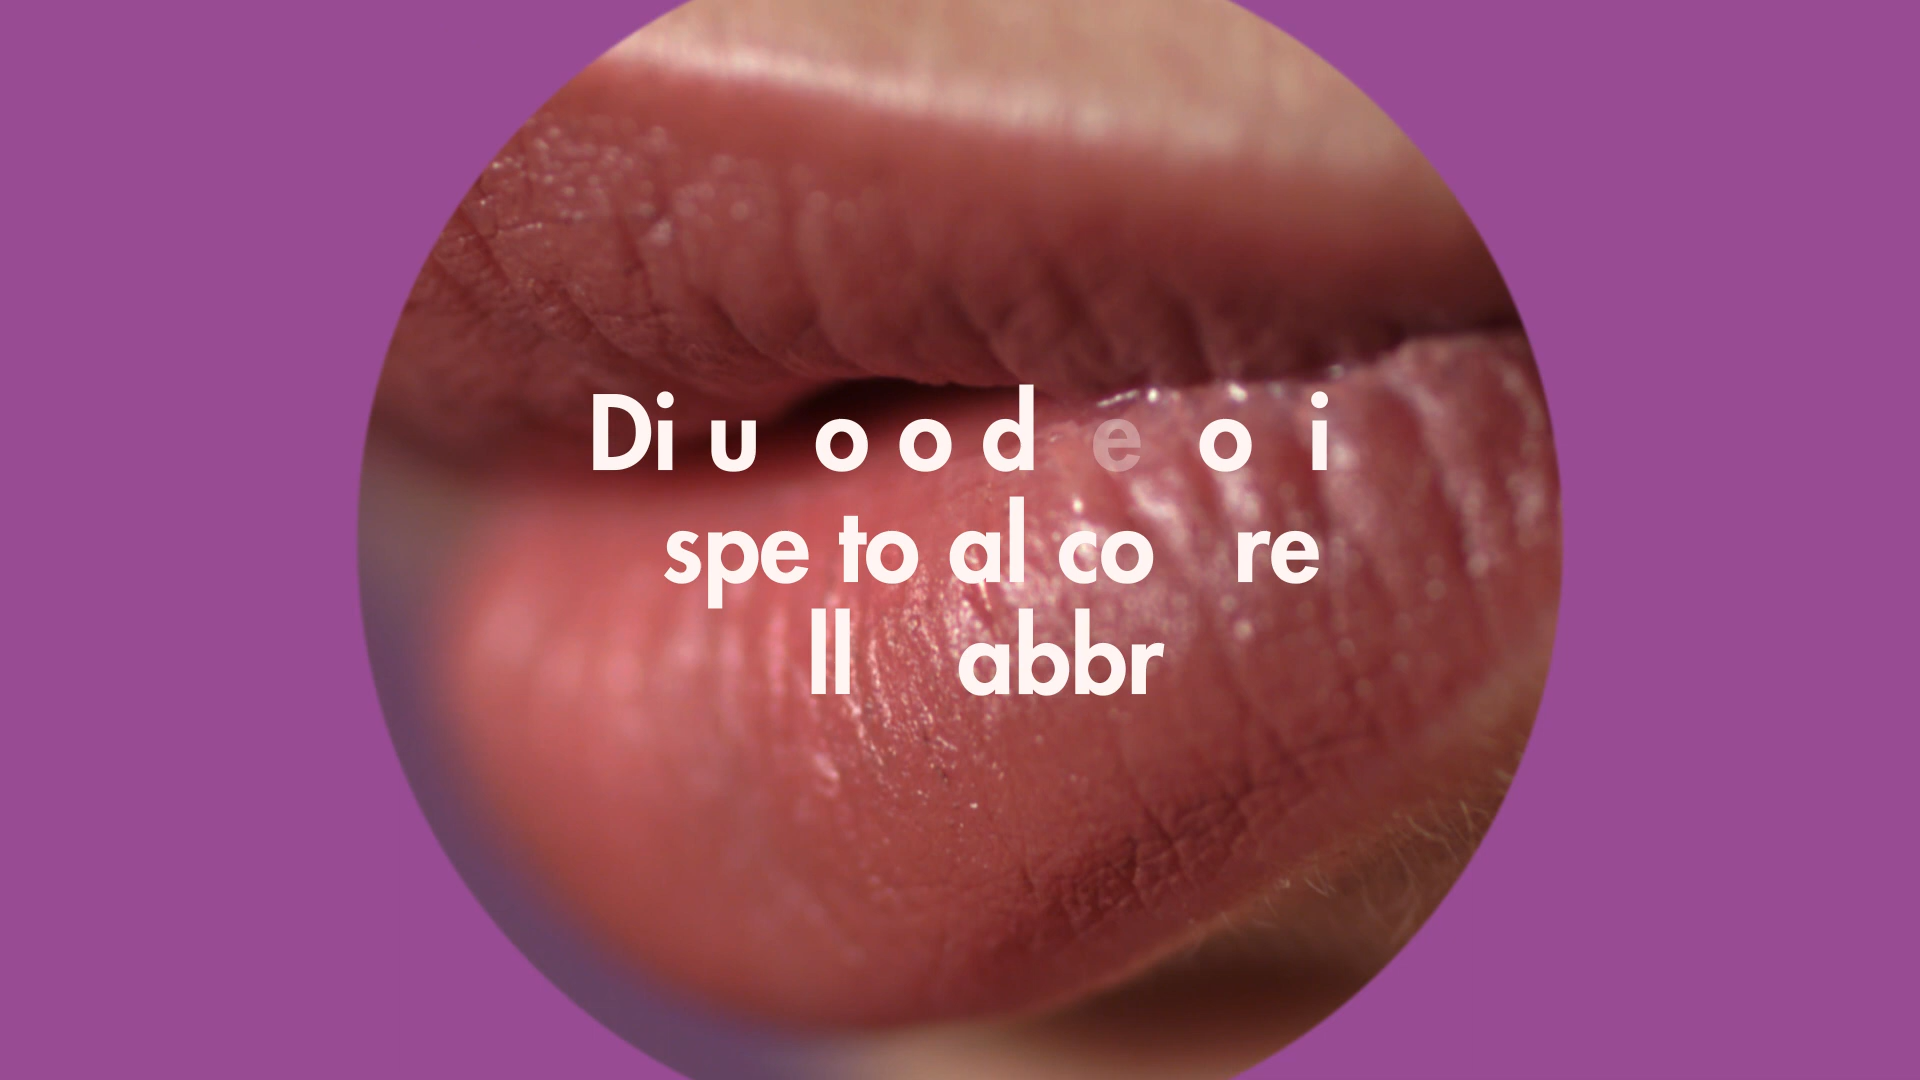 Di u o o d e o i
spe to al co re
ll abbr